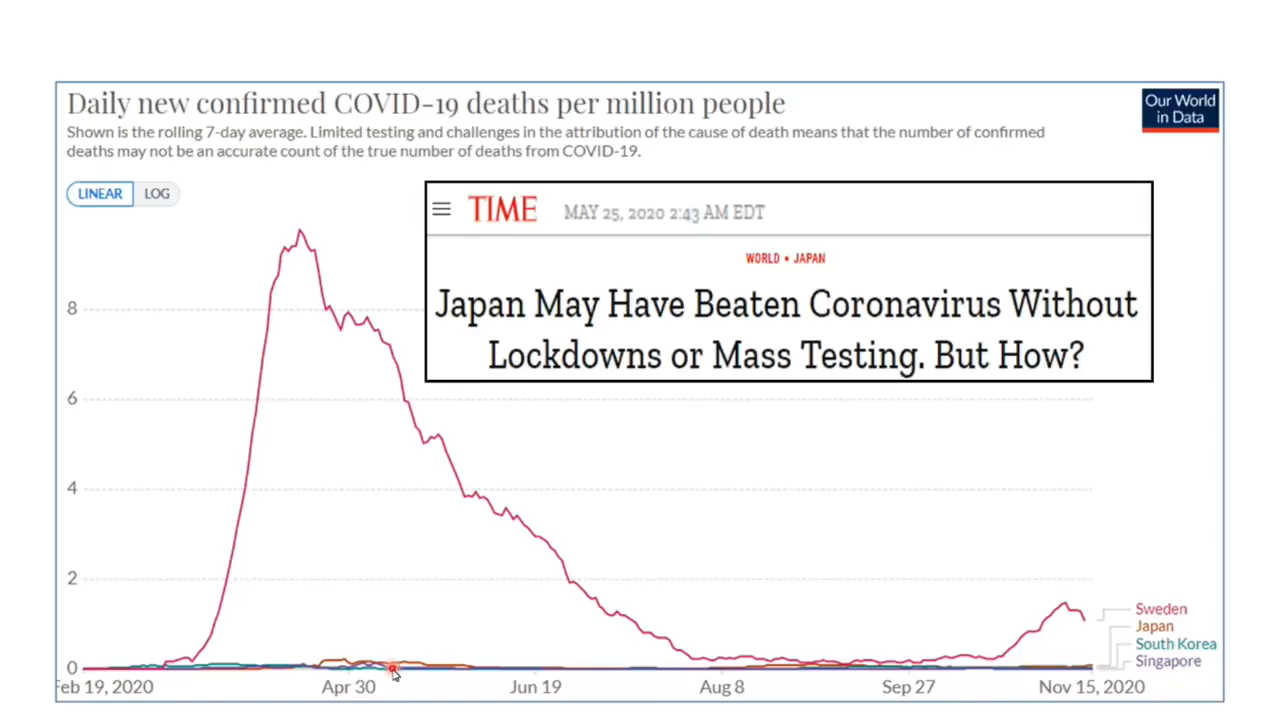 Daily new confirmed COVID-19 deaths per million people
Shown is the rolling 7-day average. Limited testing and challenges in the attribution of the cause of death means that the number of confirmed
deaths may not be an accurate count of the true number of deaths from COVID-19.
Our World
in Data
LINEAR LOG
TIME MAY 25, 2020 2:43 AM EDT
WORLD • JAPAN
Japan May Have Beaten Coronavirus Without
Lockdowns or Mass Testing. But How?
8
6
4
2
0
Sweden
Japan
South Korea
Singapore
Feb 19, 2020 Apr 30 Jun 19 Aug 8 Sep 27 Nov 15, 2020